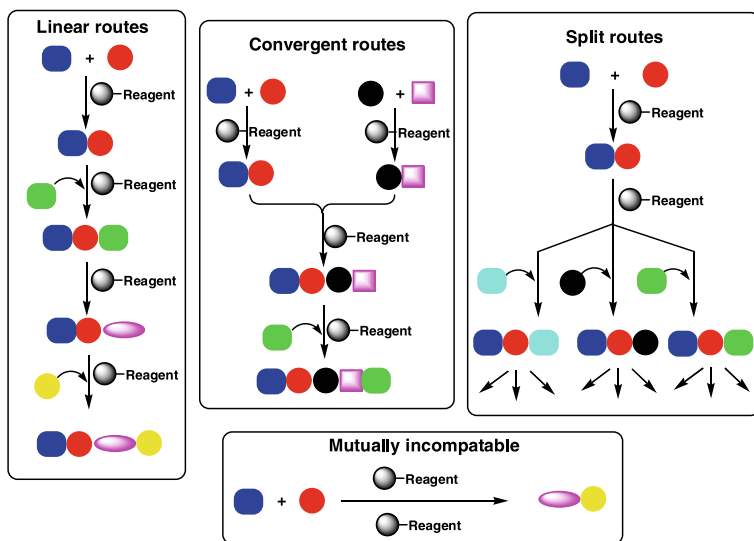 Linear routes
+
Reagent
Reagent
Reagent
Reagent
Convergent routes
+
+
Reagent
Reagent
Reagent
Reagent
Split routes
+
Reagent
Reagent
Mutually incompatable
+
Reagent
Reagent